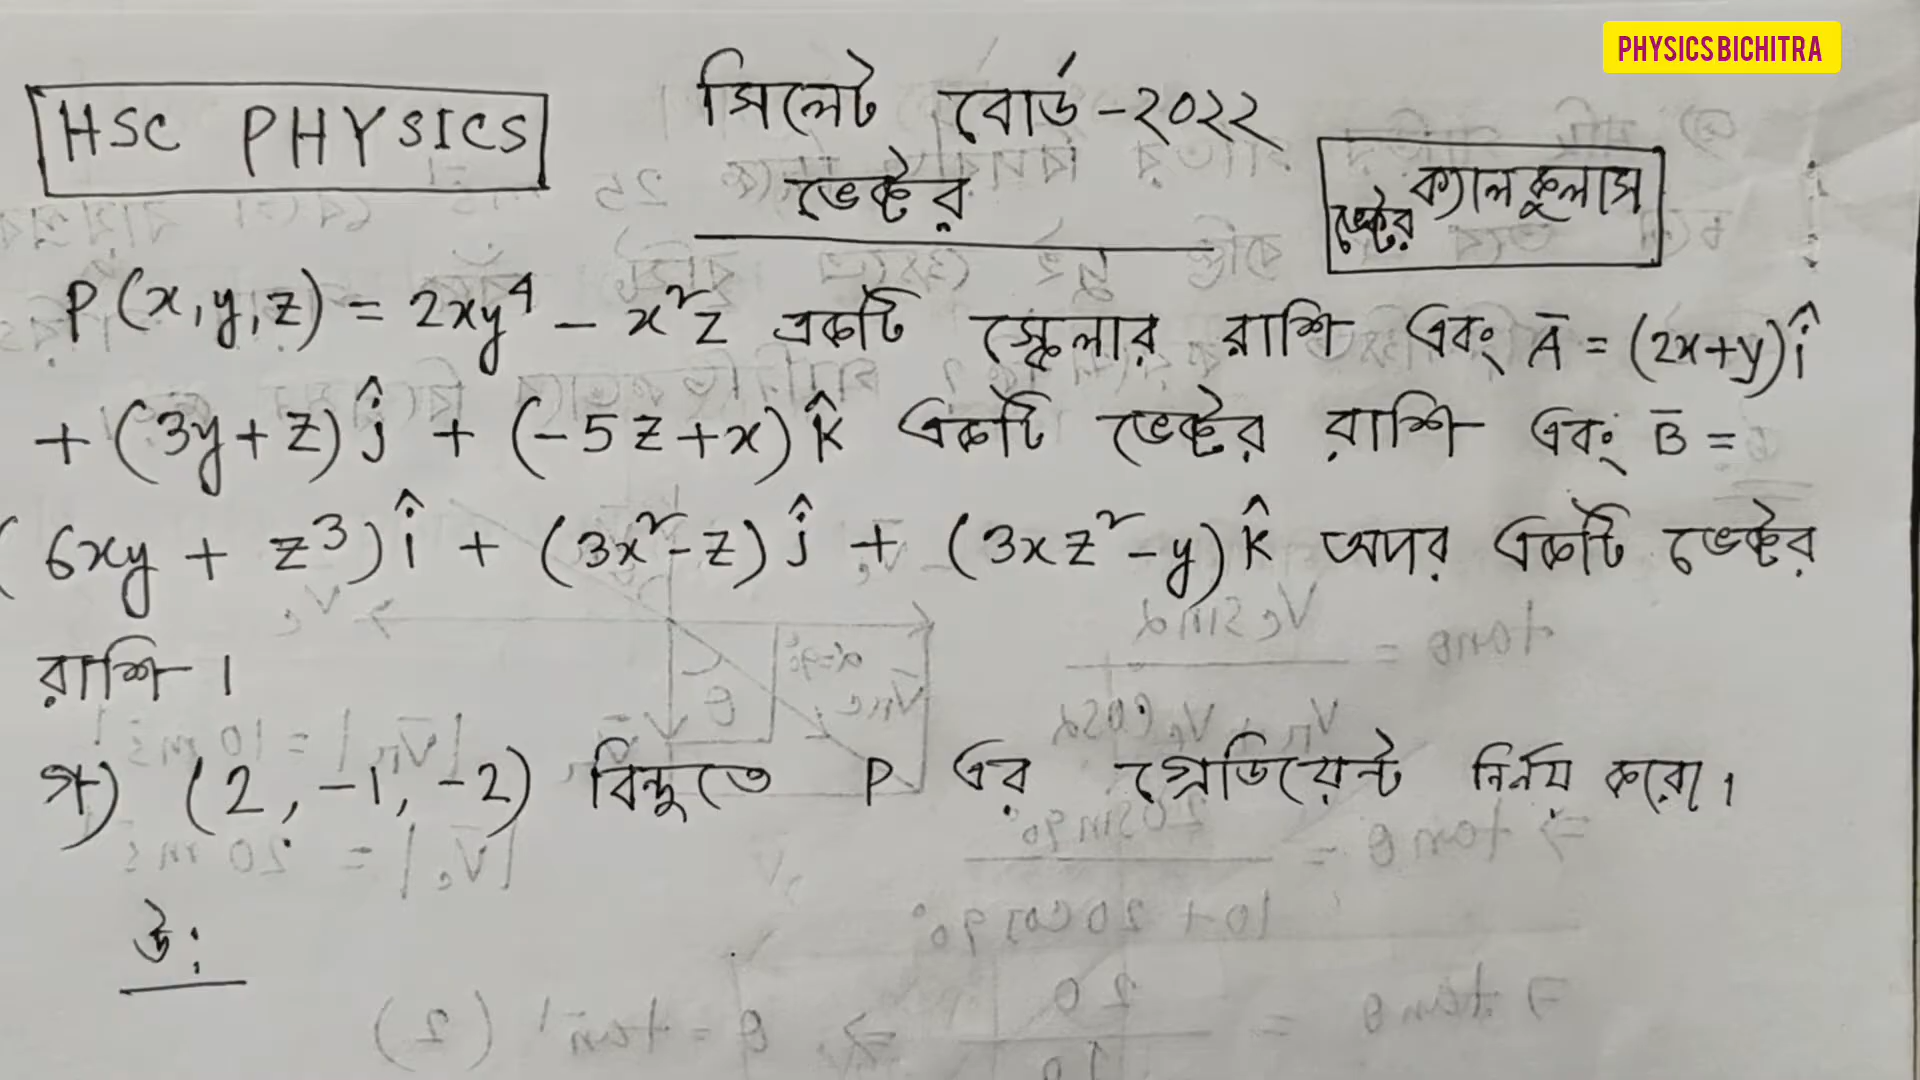 PHYSICS BICHITRA
HSC PHYSICS
সিলেট বোর্ড -২০২২
ভেক্টর
ভেক্টর ক্যালকুলাস
P(x,y,z) = 2xy⁴ - x²z একটি স্কেলার রাশি এবং Ā = (2x+y)î
+ (3y+z)ĵ + (-5z+x)k̂ একটি ভেক্টর রাশি এবং B̄ =
(6xy + z³)î + (3x²-z)ĵ + (3xz²-y)k̂ অপর একটি ভেক্টর
রাশি।
গ) (2, -1, -2) বিন্দুতে P এর গ্রেডিয়েন্ট নির্নয় করো।
উ: